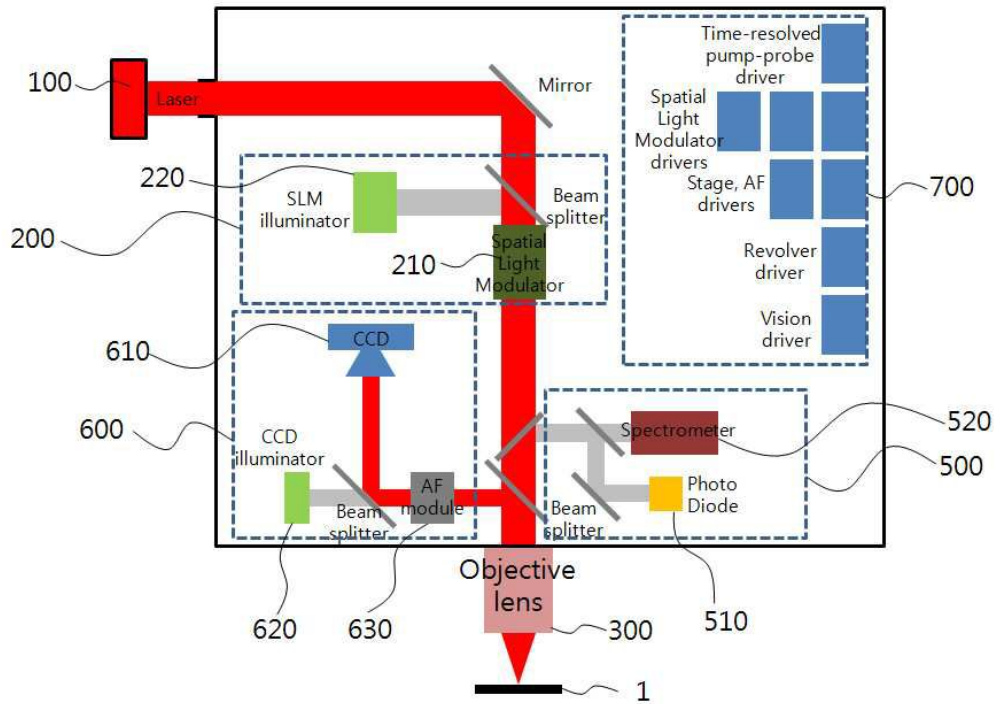 Time-resolved
pump-probe
driver
100
Laser
Mirror
Spatial
Light
Modulator
drivers
220
SLM
illuminator
Beam
splitter
Stage, AF
drivers
700
200
210
Spatial
Light
Modulator
Revolver
driver
610
CCD
Vision
driver
600
CCD
illuminator
Spectrometer
520
500
AF
module
Beam
splitter
Beam
splitter
Photo
Diode
Objective
lens
620
630
300
510
1